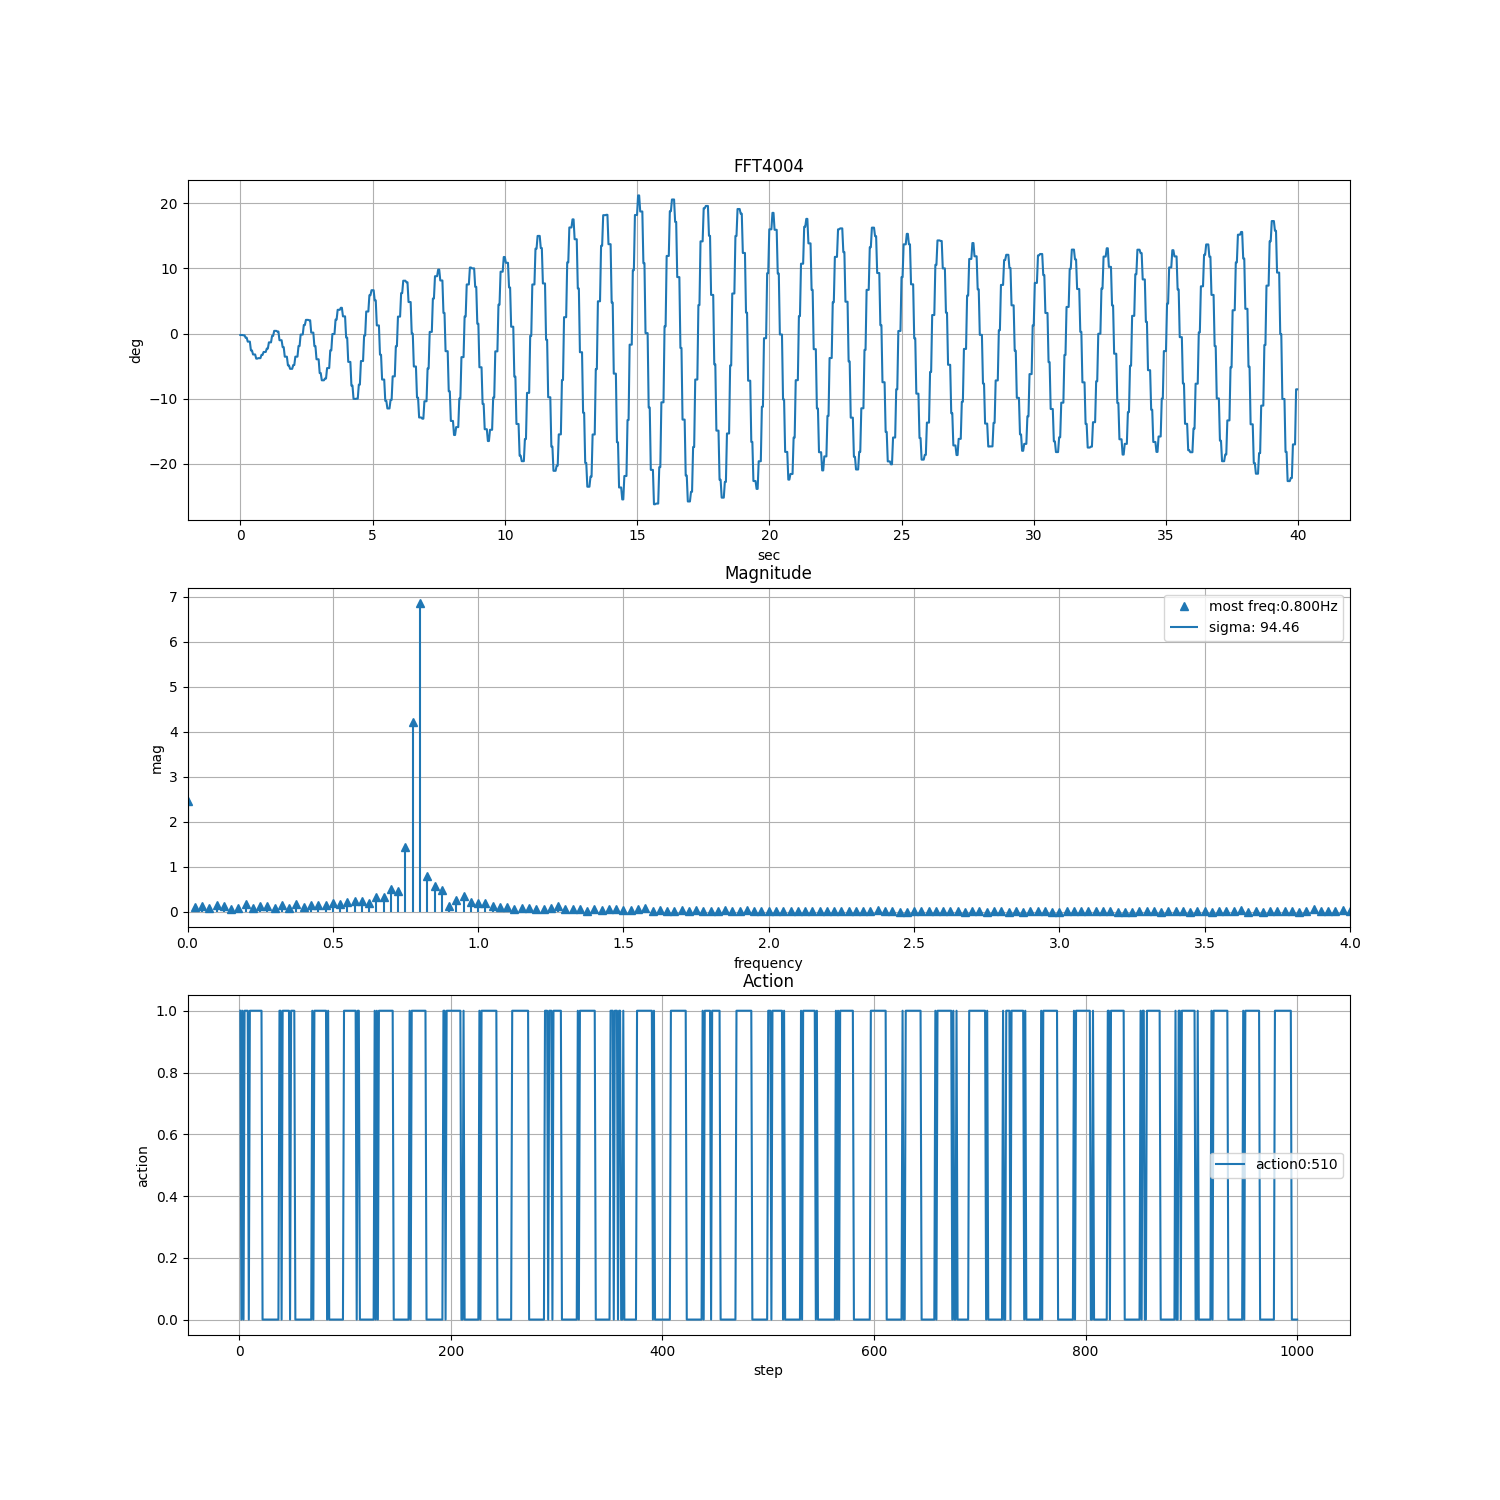 FFT4004
20
10
0
−10
−20
deg
0 5 10 15 20 25 30 35 40
sec
Magnitude
7
6
5
4
3
2
1
0
mag
most freq:0.800Hz
sigma: 94.46
0.0 0.5 1.0 1.5 2.0 2.5 3.0 3.5 4.0
frequency
Action
1.0
0.8
0.6
0.4
0.2
0.0
action
action0:510
0 200 400 600 800 1000
step